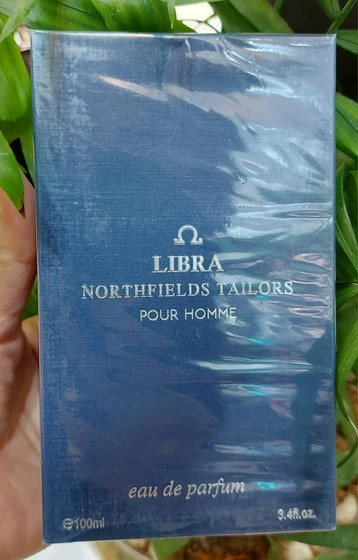 LIBRA
NORTHFIELDS TAILORS
POUR HOMME
eau de parfum
℮100ml 3.4fl.oz.